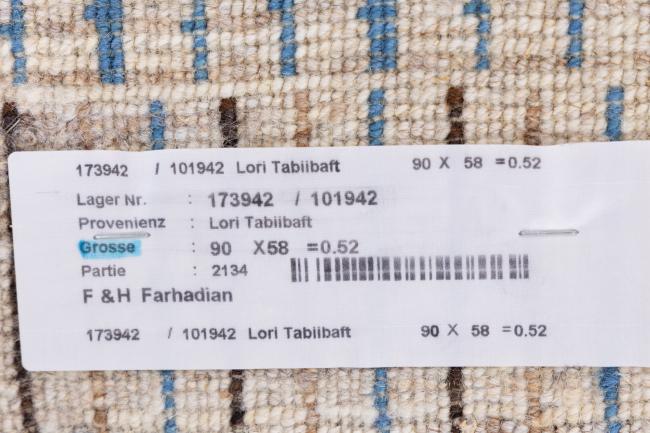 173942 / 101942 Lori Tabiibaft 90 X 58 =0.52
Lager Nr. : 173942 / 101942
Provenienz : Lori Tabiibaft
Grosse : 90 X58 =0.52
Partie : 2134
F &H Farhadian
173942 / 101942 Lori Tabiibaft 90 X 58 =0.52